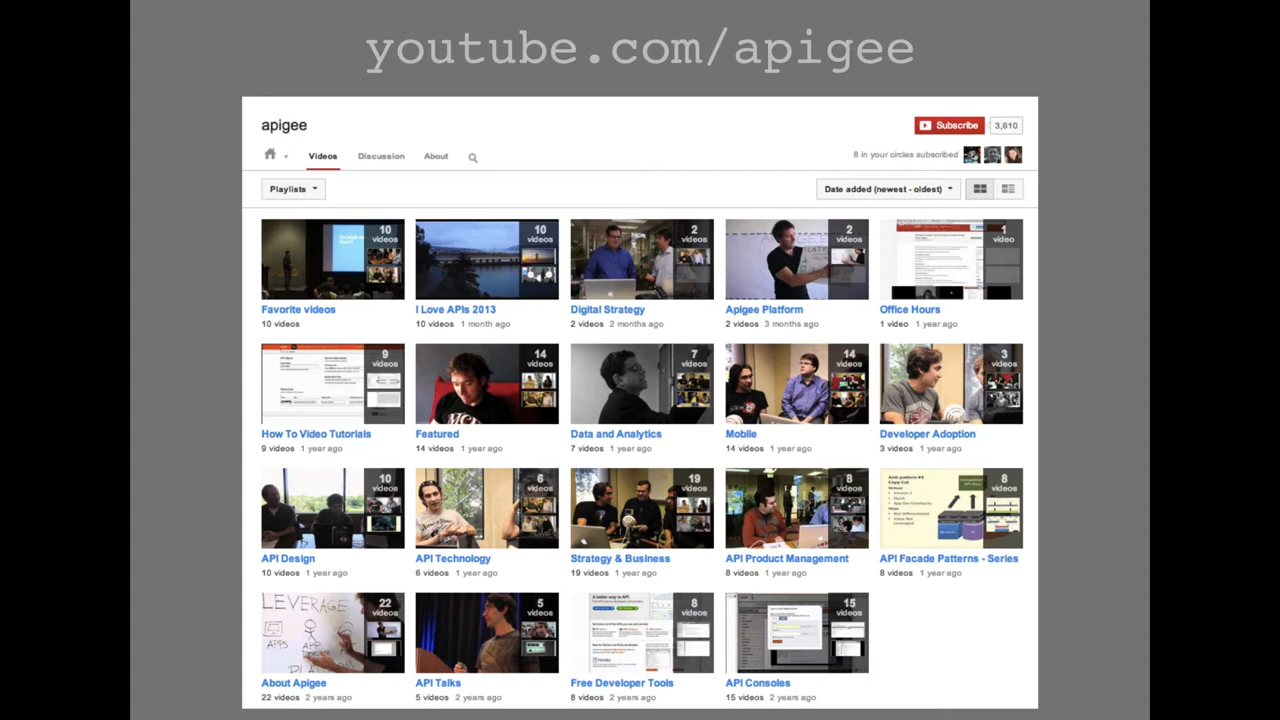 youtube.com/apigee
apigee
Subscribe 3,610
Videos Discussion About
8 in your circles subscribed
Playlists
Date added (newest - oldest)
10 videos
10 videos
2 videos
2 videos
1 video
Favorite videos
I Love APIs 2013
Digital Strategy
Apigee Platform
Office Hours
10 videos
10 videos 1 month ago
2 videos 2 months ago
2 videos 3 months ago
1 video 1 year ago
9 videos
14 videos
7 videos
14 videos
3 videos
How To Video Tutorials
Featured
Data and Analytics
Mobile
Developer Adoption
9 videos 1 year ago
14 videos 1 year ago
7 videos 1 year ago
14 videos 1 year ago
3 videos 1 year ago
10 videos
6 videos
19 videos
8 videos
8 videos
API Design
API Technology
Strategy & Business
API Product Management
API Facade Patterns - Series
10 videos 1 year ago
6 videos 1 year ago
19 videos 1 year ago
8 videos 1 year ago
8 videos 1 year ago
LEVERAGE
APPS
22 videos
5 videos
A better way to API.
8 videos
15 videos
About Apigee
API Talks
Free Developer Tools
API Consoles
22 videos 2 years ago
5 videos 2 years ago
8 videos 2 years ago
15 videos 2 years ago